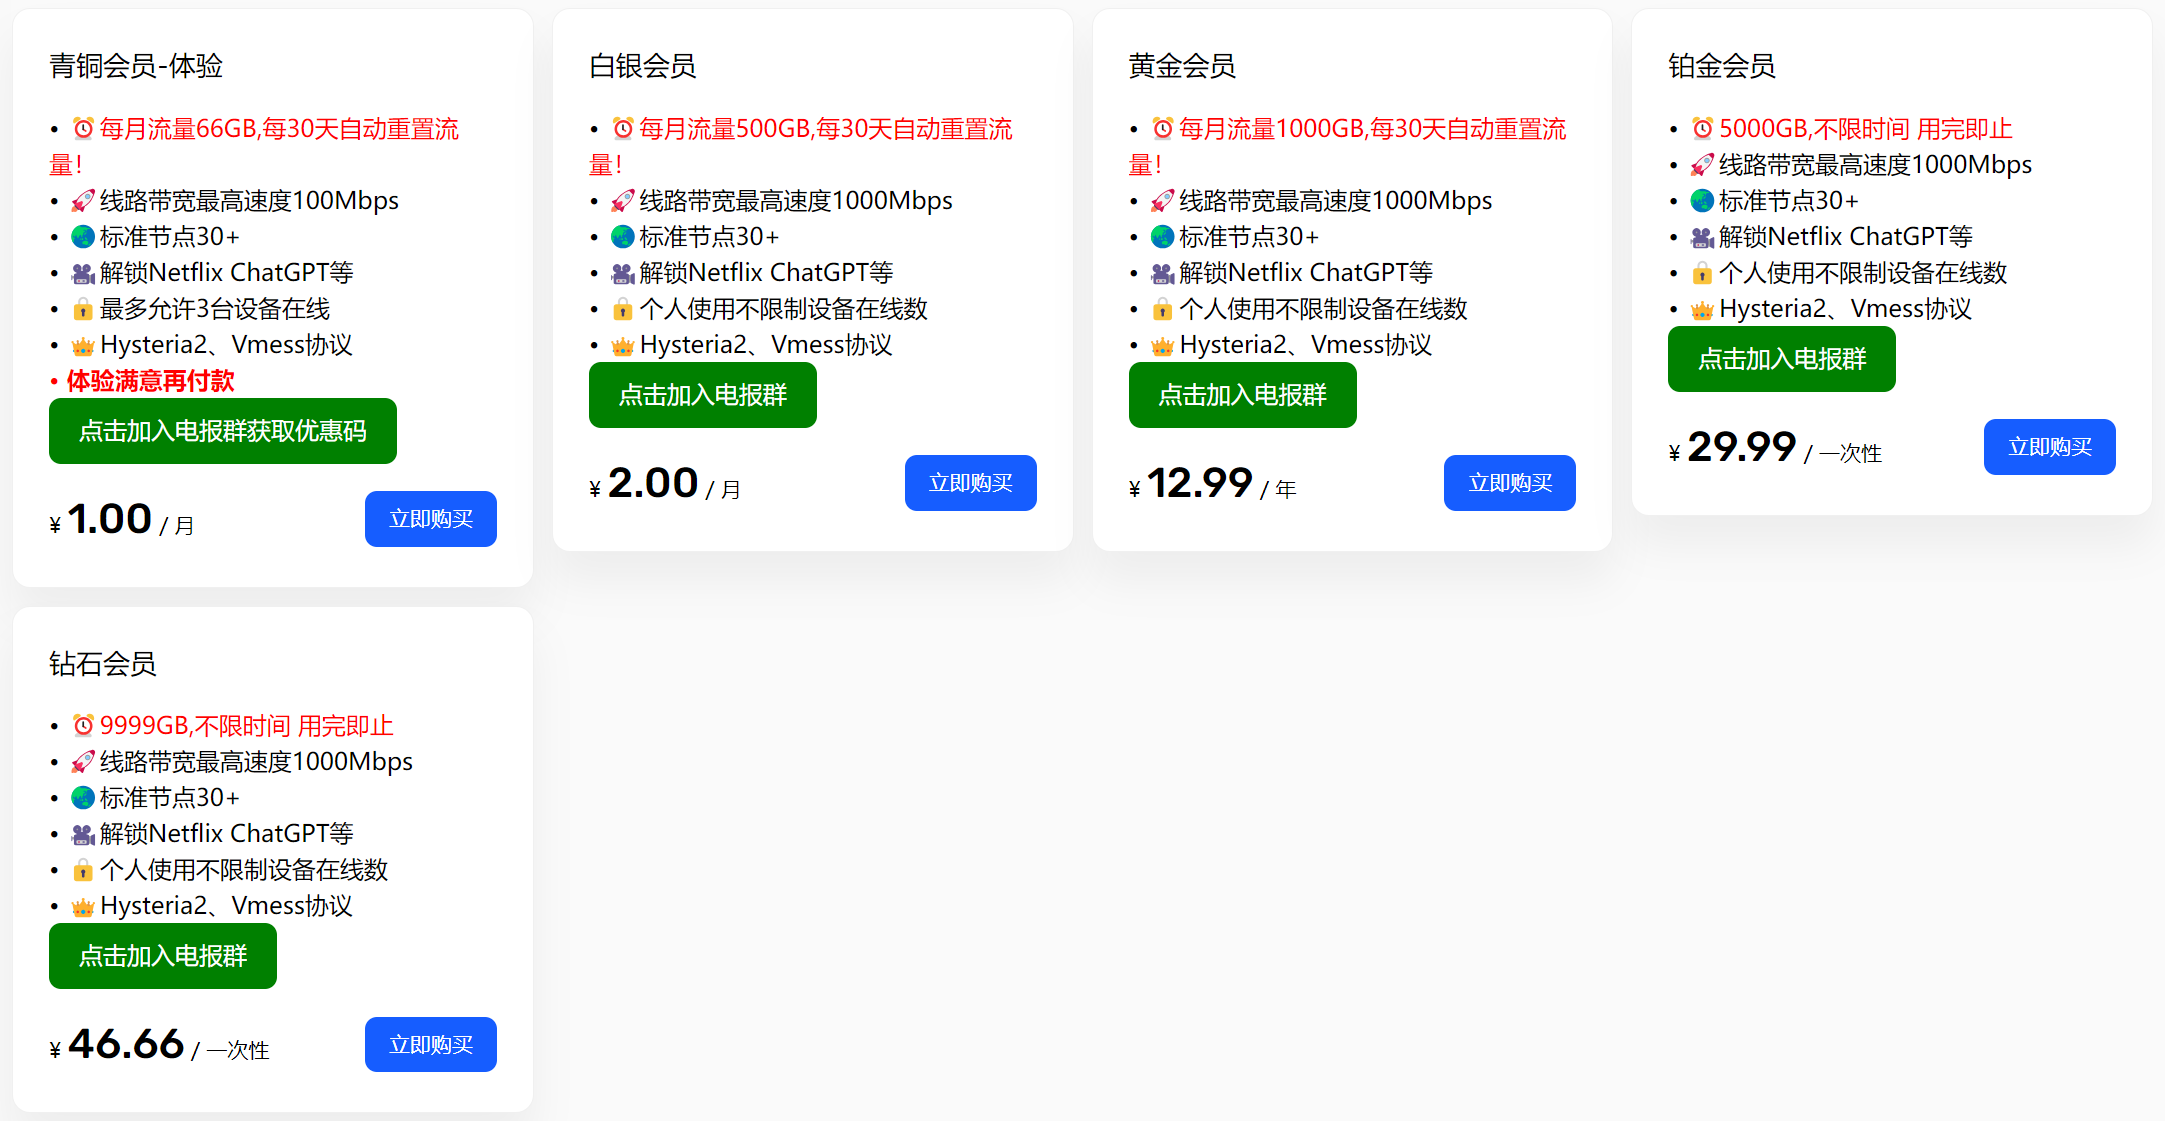 青铜会员-体验
• ⏰每月流量66GB,每30天自动重置流
量！
• 🚀线路带宽最高速度100Mbps
• 🌏标准节点30+
• 🎥解锁Netflix ChatGPT等
• 🔒最多允许3台设备在线
• 👑Hysteria2、Vmess协议
• 体验满意再付款
点击加入电报群获取优惠码
¥ 1.00 / 月
立即购买
白银会员
• ⏰每月流量500GB,每30天自动重置流
量！
• 🚀线路带宽最高速度1000Mbps
• 🌏标准节点30+
• 🎥解锁Netflix ChatGPT等
• 🔒个人使用不限制设备在线数
• 👑Hysteria2、Vmess协议
点击加入电报群
¥ 2.00 / 月
立即购买
黄金会员
• ⏰每月流量1000GB,每30天自动重置流
量！
• 🚀线路带宽最高速度1000Mbps
• 🌏标准节点30+
• 🎥解锁Netflix ChatGPT等
• 🔒个人使用不限制设备在线数
• 👑Hysteria2、Vmess协议
点击加入电报群
¥ 12.99 / 年
立即购买
铂金会员
• ⏰5000GB,不限时间 用完即止
• 🚀线路带宽最高速度1000Mbps
• 🌏标准节点30+
• 🎥解锁Netflix ChatGPT等
• 🔒个人使用不限制设备在线数
• 👑Hysteria2、Vmess协议
点击加入电报群
¥ 29.99 / 一次性
立即购买
钻石会员
• ⏰9999GB,不限时间 用完即止
• 🚀线路带宽最高速度1000Mbps
• 🌏标准节点30+
• 🎥解锁Netflix ChatGPT等
• 🔒个人使用不限制设备在线数
• 👑Hysteria2、Vmess协议
点击加入电报群
¥ 46.66 / 一次性
立即购买